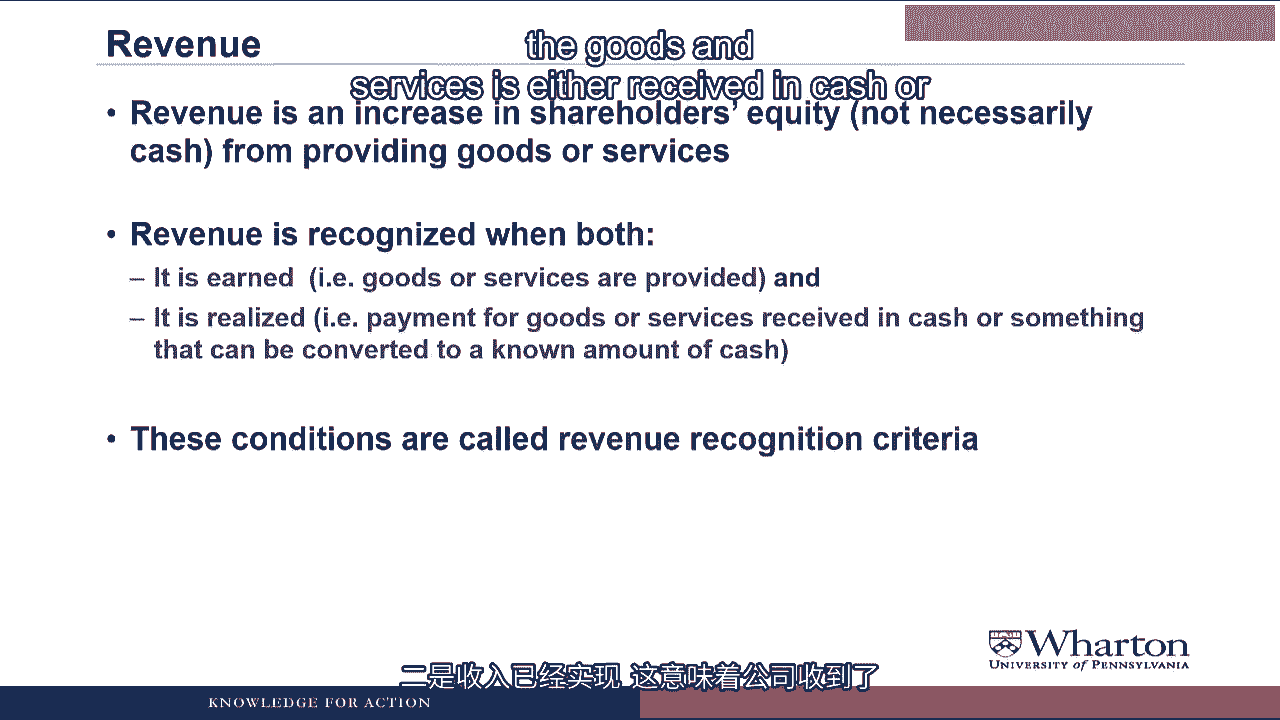 Revenue
the goods and
services is either received in cash or
• Revenue is an increase in shareholders' equity (not necessarily
cash) from providing goods or services
• Revenue is recognized when both:
– It is earned (i.e. goods or services are provided) and
– It is realized (i.e. payment for goods or services received in cash or something
that can be converted to a known amount of cash)
• These conditions are called revenue recognition criteria
Wharton
UNIVERSITY of PENNSYLVANIA
二是收入已经实现 这意味着公司收到了
KNOWLEDGE FOR ACTION